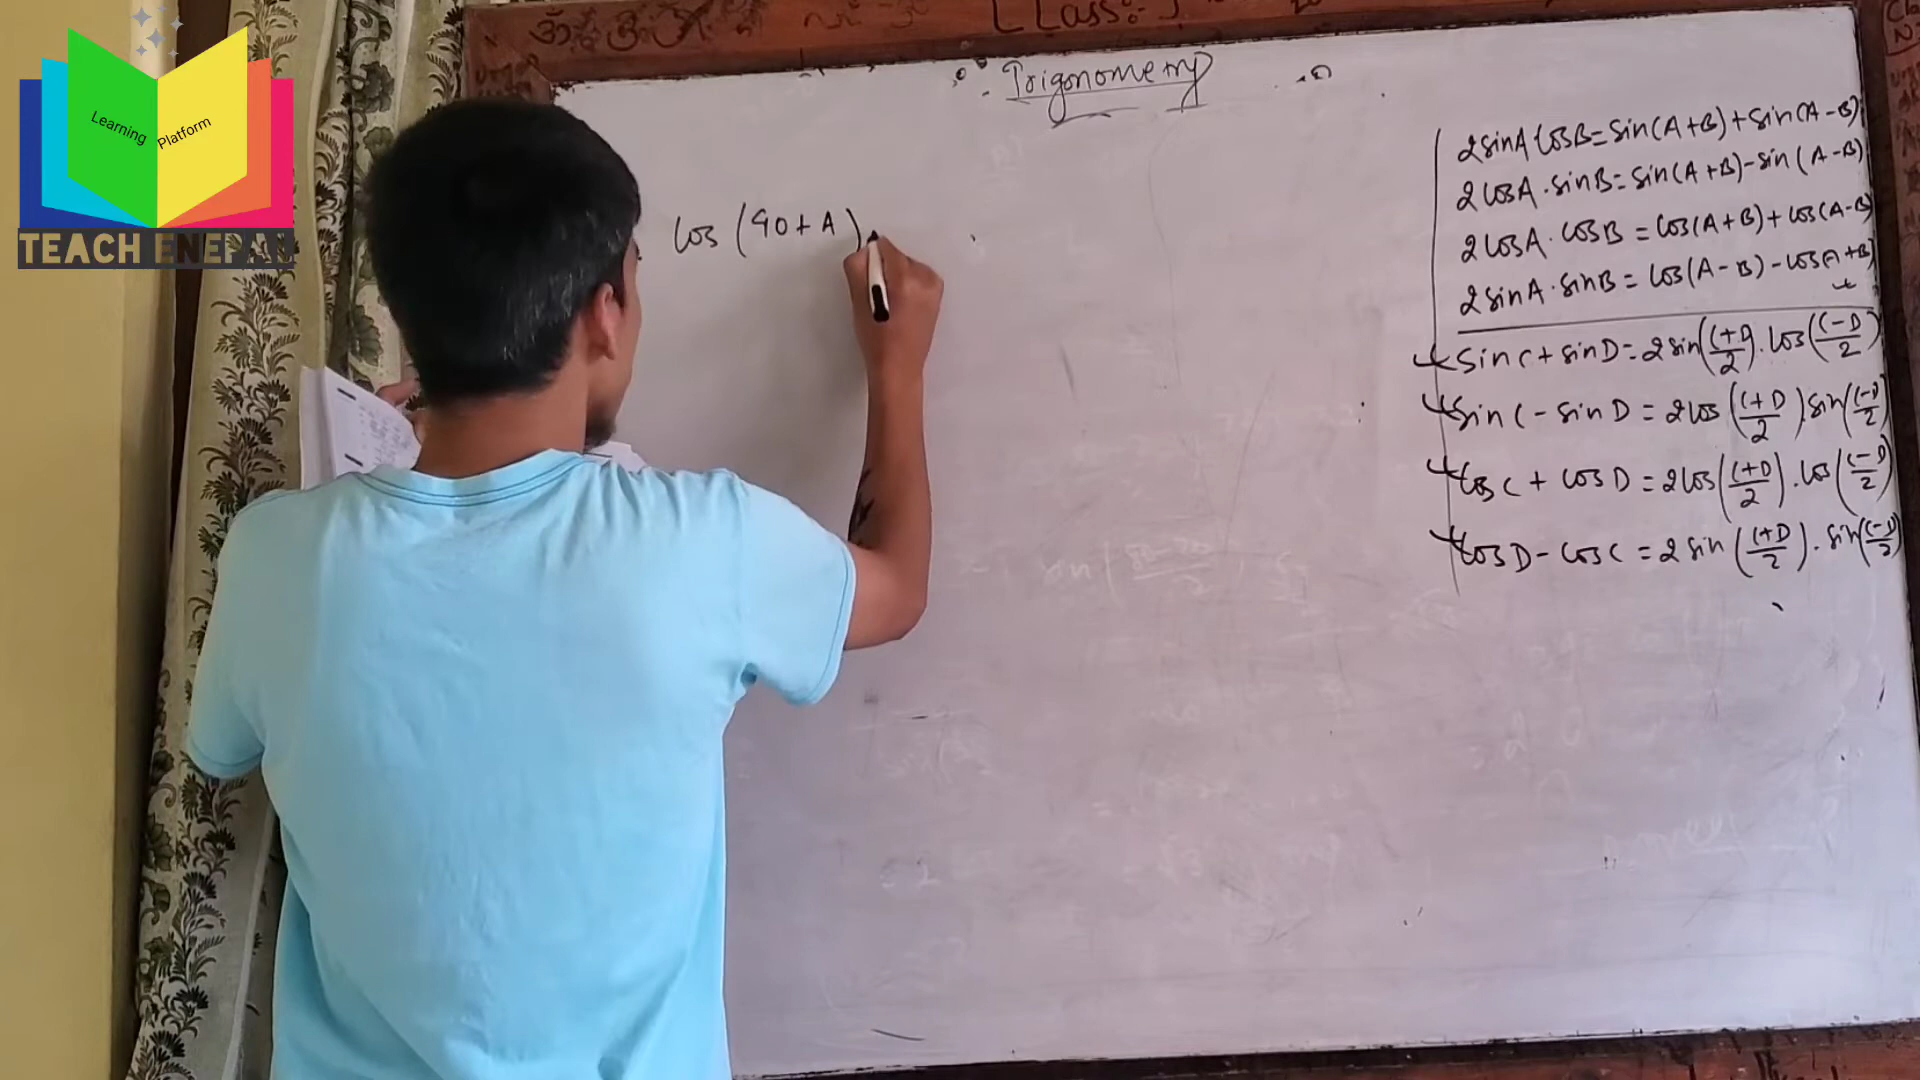 Learning Platform
TEACH ENEPAL
[Class:-
Trigonometry
cos (90+A)
2sinA cosB=sin(A+B)+sin(A-B)
2cosA·sinB=sin(A+B)-sin(A-B)
2cosA·cosB=cos(A+B)+cos(A-B)
2sinA·sinB=cos(A-B)-cos(A+B)
sinC+sinD=2sin(C+D/2).cos(C-D/2)
sinC-sinD=2cos(C+D/2).sin(C-D/2)
cosC+cosD=2cos(C+D/2).cos(C-D/2)
cosD-cosC=2sin(C+D/2).sin(C-D/2)